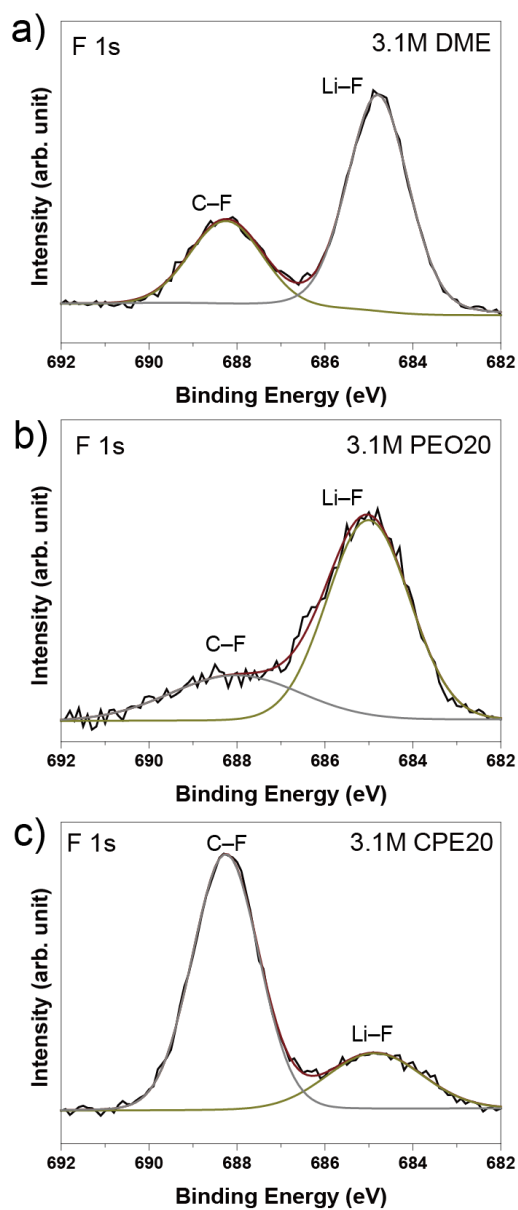 a)
F 1s
3.1M DME
Li–F
C–F
Intensity (arb. unit)
692 690 688 686 684 682
Binding Energy (eV)
b)
F 1s
3.1M PEO20
Li–F
C–F
Intensity (arb. unit)
692 690 688 686 684 682
Binding Energy (eV)
c)
F 1s
C–F
3.1M CPE20
Li–F
Intensity (arb. unit)
692 690 688 686 684 682
Binding Energy (eV)